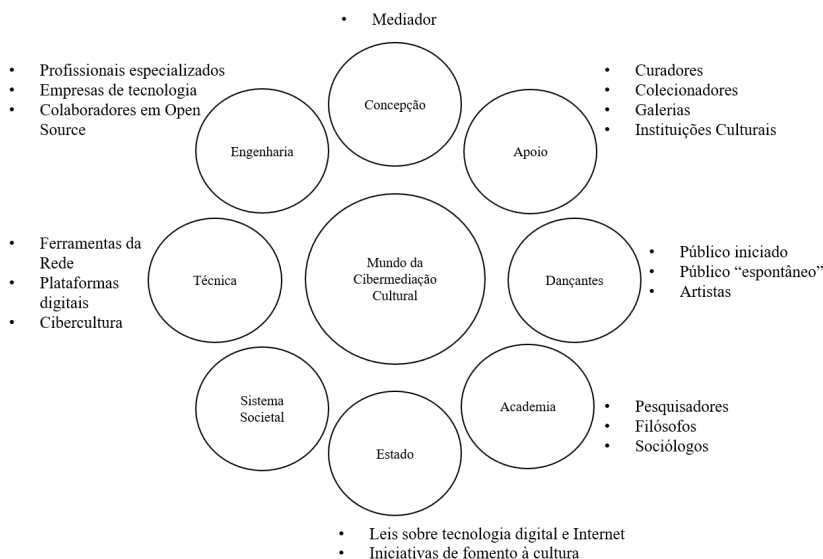 • Mediador
Concepção
• Profissionais especializados
• Empresas de tecnologia
• Colaboradores em Open
Source
Engenharia
• Curadores
• Colecionadores
• Galerias
• Instituições Culturais
Apoio
• Ferramentas da
Rede
• Plataformas
digitais
• Cibercultura
Técnica
Mundo da
Cibermediação
Cultural
Dançantes
• Público iniciado
• Público “espontâneo”
• Artistas
Sistema
Societal
Estado
Academia
• Pesquisadores
• Filósofos
• Sociólogos
• Leis sobre tecnologia digital e Internet
• Iniciativas de fomento à cultura